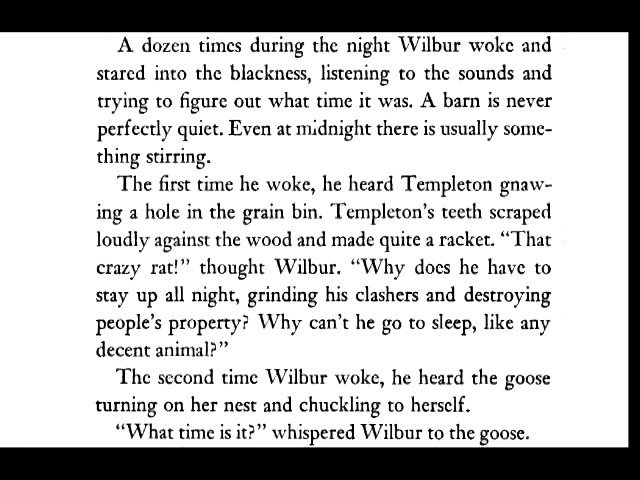 A dozen times during the night Wilbur woke and
stared into the blackness, listening to the sounds and
trying to figure out what time it was. A barn is never
perfectly quiet. Even at midnight there is usually some-
thing stirring.
The first time he woke, he heard Templeton gnaw-
ing a hole in the grain bin. Templeton's teeth scraped
loudly against the wood and made quite a racket. “That
crazy rat!” thought Wilbur. “Why does he have to
stay up all night, grinding his clashers and destroying
people's property? Why can't he go to sleep, like any
decent animal?”
The second time Wilbur woke, he heard the goose
turning on her nest and chuckling to herself.
“What time is it?” whispered Wilbur to the goose.